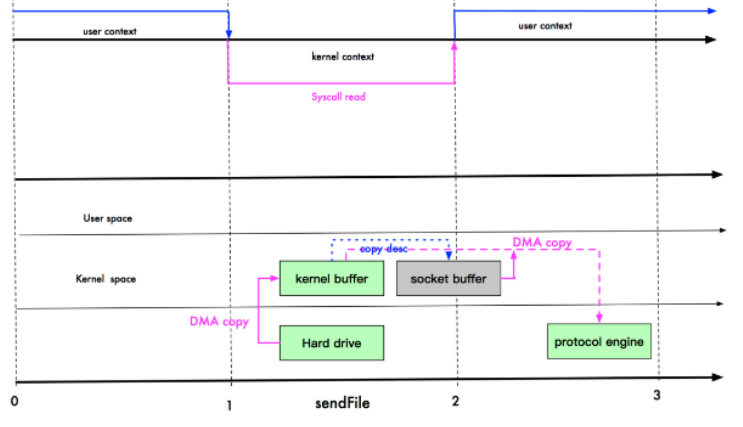 user context
user context
kernel context
Syscall read
User space
copy desc
DMA copy
Kernel space
kernel buffer
socket buffer
DMA copy
Hard drive
protocol engine
0
1
sendFile
2
3